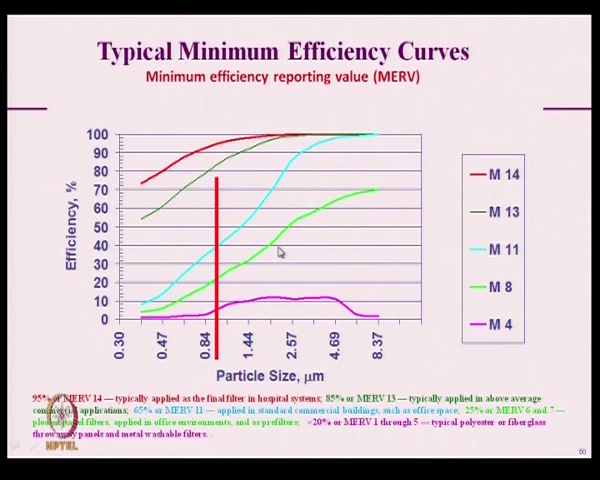 Typical Minimum Efficiency Curves
Minimum efficiency reporting value (MERV)
100
90
80
70
60
50
40
30
20
10
0
Efficiency, %
0.30
0.47
0.84
1.44
2.57
4.69
8.37
Particle Size, μm
M 14
M 13
M 11
M 8
M 4
95% or MERV 14 — typically applied as the final filter in hospital systems; 85% or MERV 13 — typically applied in above average
applications; 65% or MERV 11 — applied in standard commercial buildings, such as office space; 25% or MERV 6 and 7 —
panel filters, applied in office environments, and as prefilters; <20% or MERV 1 through 5 — typical polyester or fiberglass
panels and metal washable filters. .
NPTEL
80